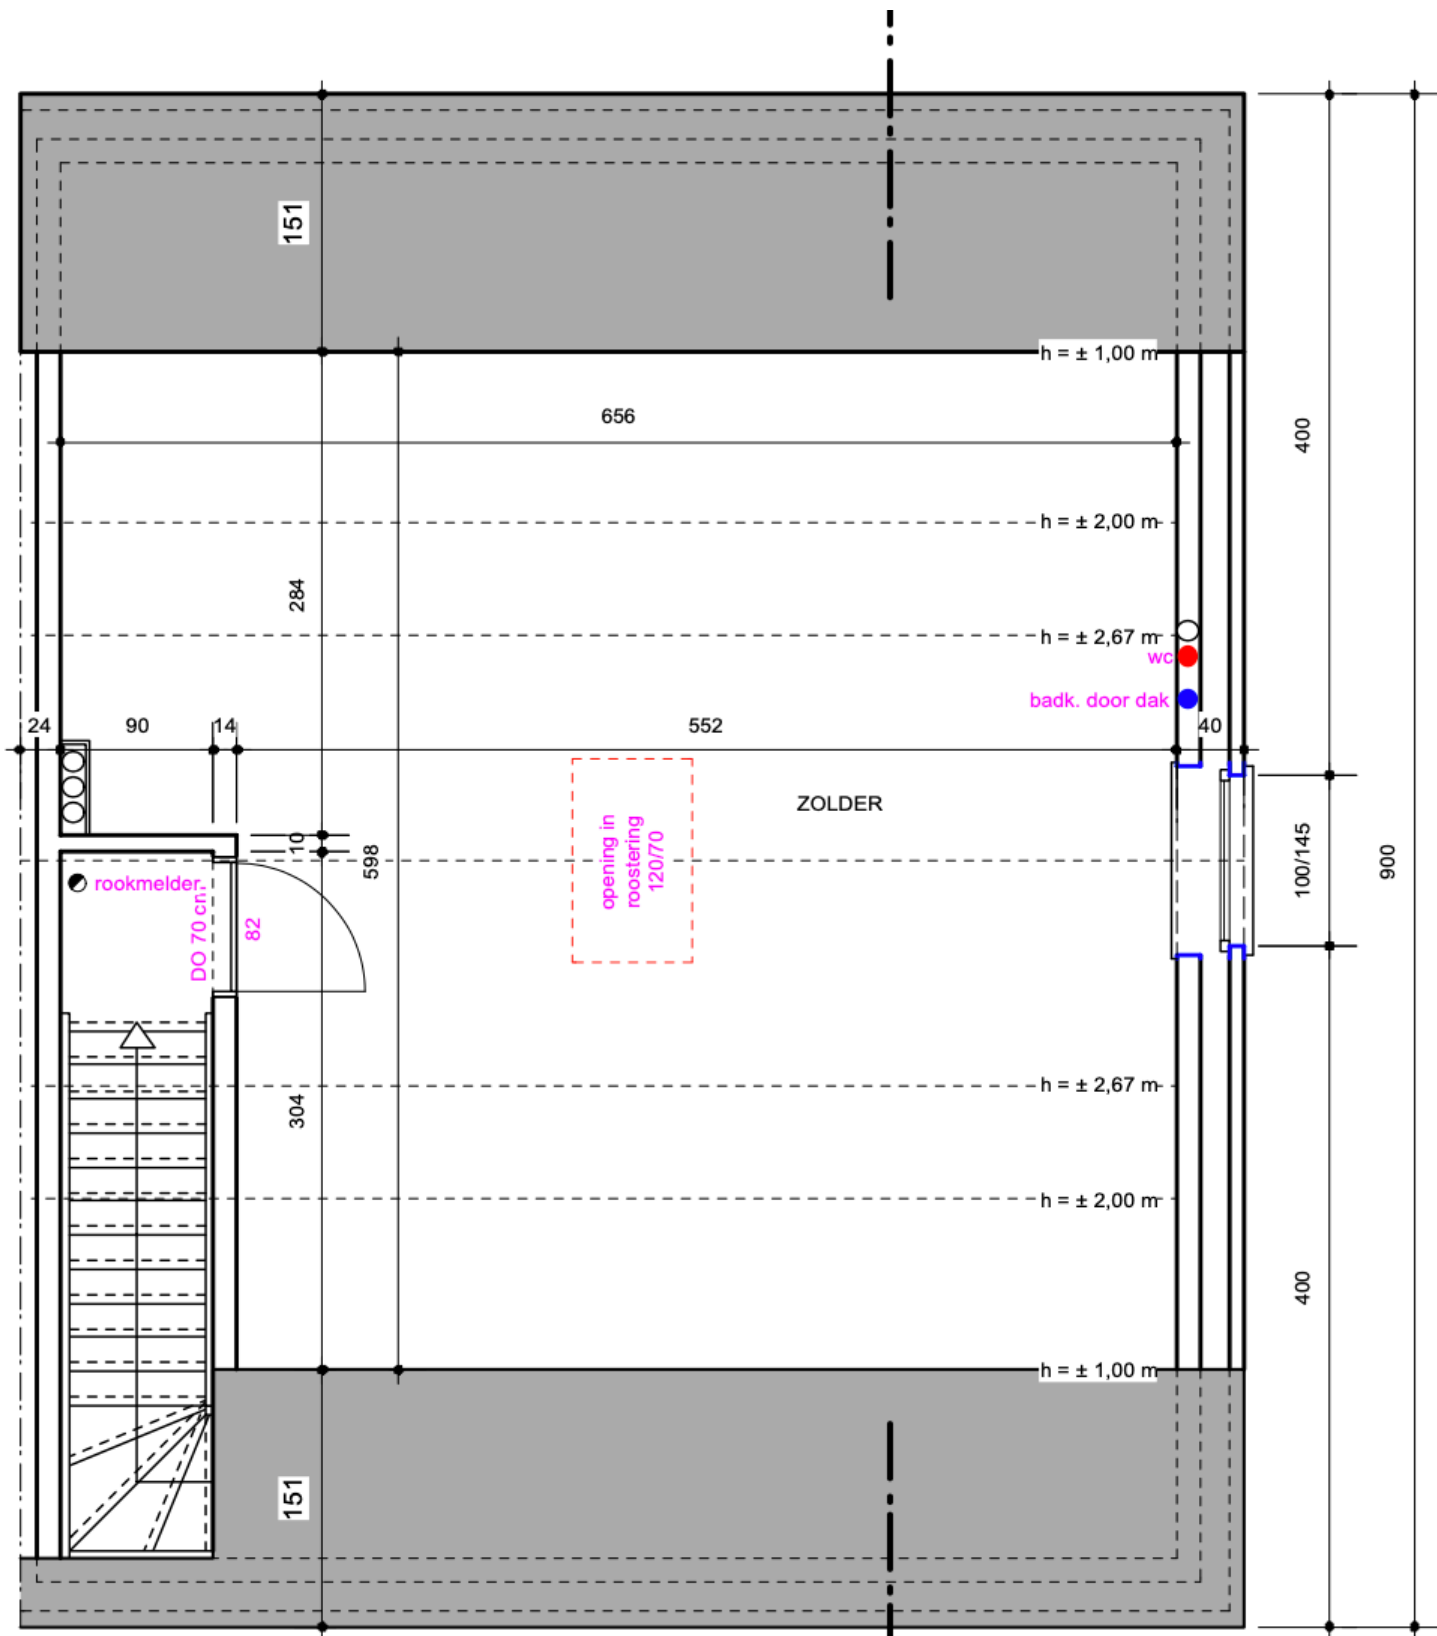 151
h = ± 1,00 m
656
400
h = ± 2,00 m
284
h = ± 2,67 m
wc
badk. door dak
24
90
14
552
40
ZOLDER
10
598
opening in
roostering
120/70
100/145
900
rookmelder
DO 70 cm
82
h = ± 2,67 m
304
h = ± 2,00 m
400
h = ± 1,00 m
151